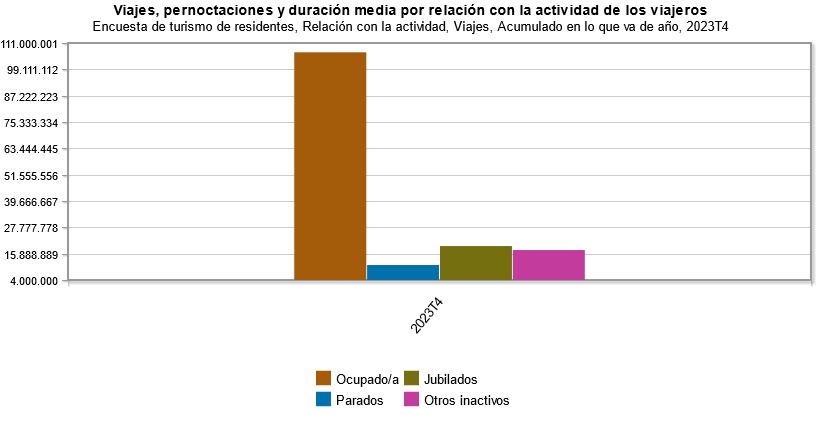 Viajes, pernoctaciones y duración media por relación con la actividad de los viajeros
Encuesta de turismo de residentes, Relación con la actividad, Viajes, Acumulado en lo que va de año, 2023T4
111.000.001
99.111.112
87.222.223
75.333.334
63.444.445
51.555.556
39.666.667
27.777.778
15.888.889
4.000.000
2023T4
Ocupado/a
Jubilados
Parados
Otros inactivos